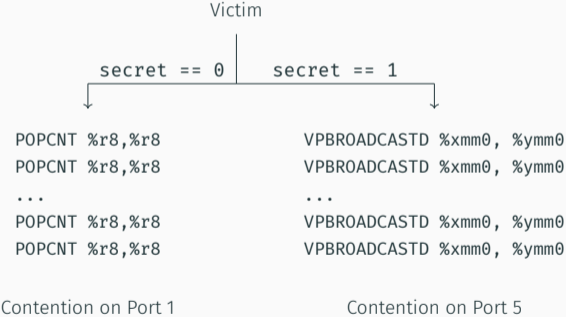 Victim
secret == 0 secret == 1
POPCNT %r8,%r8 VPBROADCASTD %xmm0, %ymm0
POPCNT %r8,%r8 VPBROADCASTD %xmm0, %ymm0
... ...
POPCNT %r8,%r8 VPBROADCASTD %xmm0, %ymm0
POPCNT %r8,%r8 VPBROADCASTD %xmm0, %ymm0
Contention on Port 1 Contention on Port 5